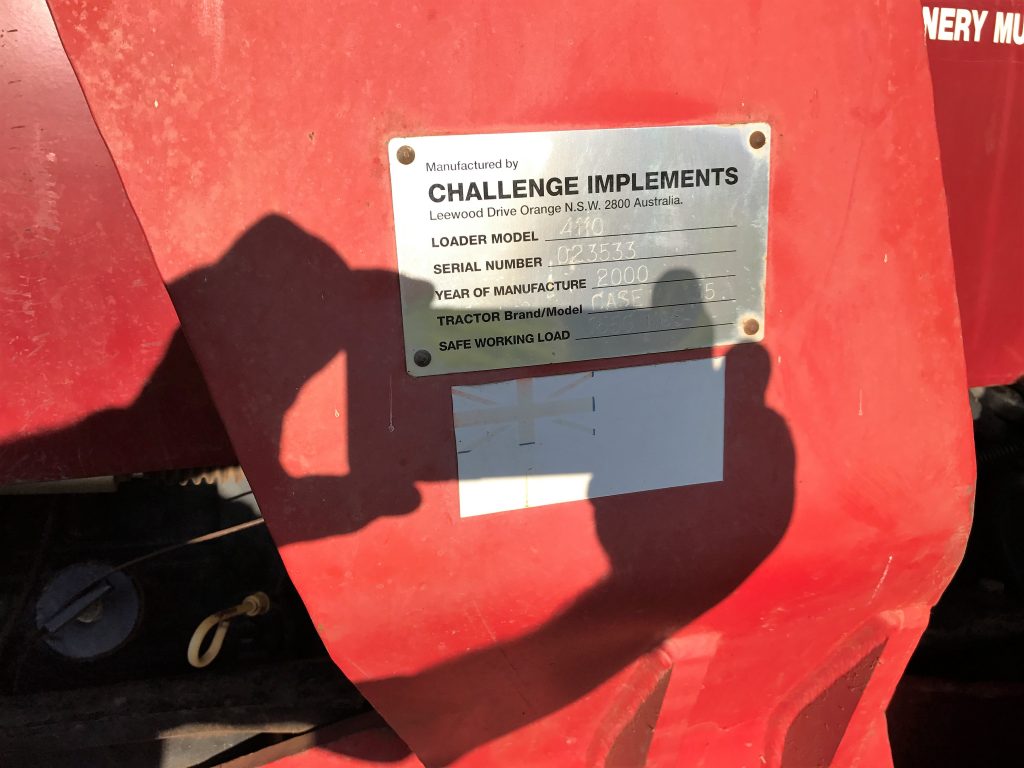 NERY MU
Manufactured by
CHALLENGE IMPLEMENTS
Leewood Drive Orange N.S.W. 2800 Australia.
LOADER MODEL 4110
SERIAL NUMBER 023533
YEAR OF MANUFACTURE 2000
TRACTOR Brand/Model CASE
SAFE WORKING LOAD